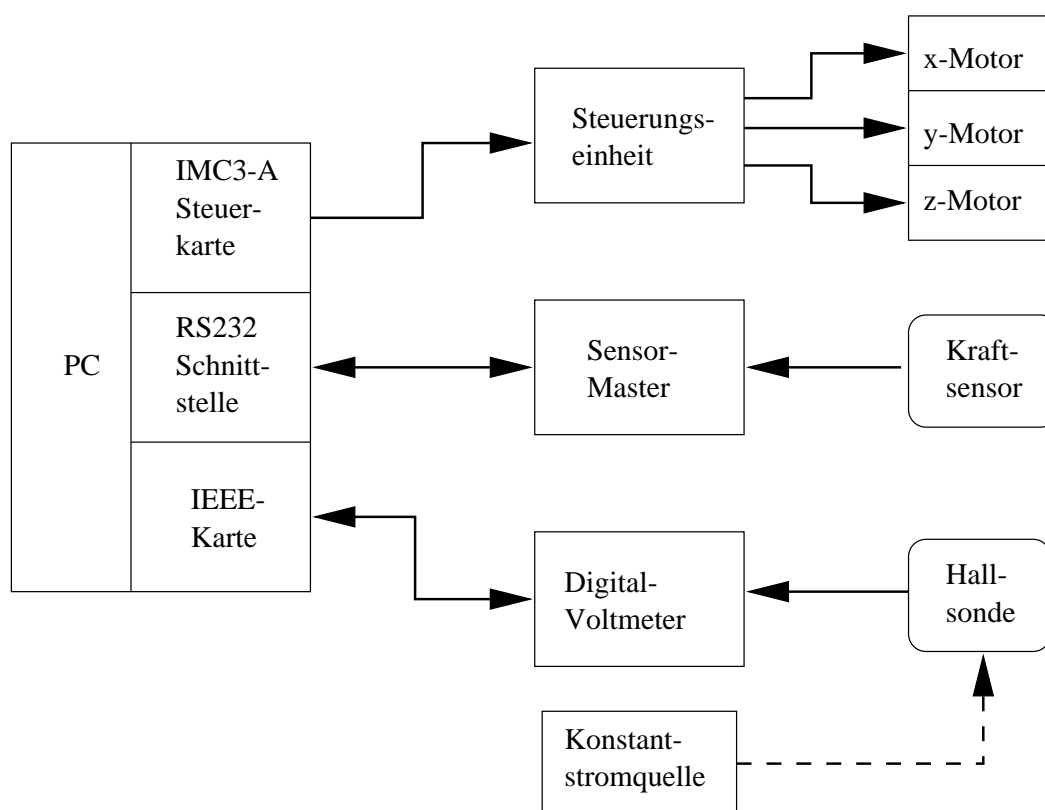 PC
IMC3-A
Steuer-
karte
RS232
Schnitt-
stelle
IEEE-
Karte
Steuerungs-
einheit
x-Motor
y-Motor
z-Motor
Sensor-
Master
Kraft-
sensor
Digital-
Voltmeter
Hall-
sonde
Konstant-
stromquelle